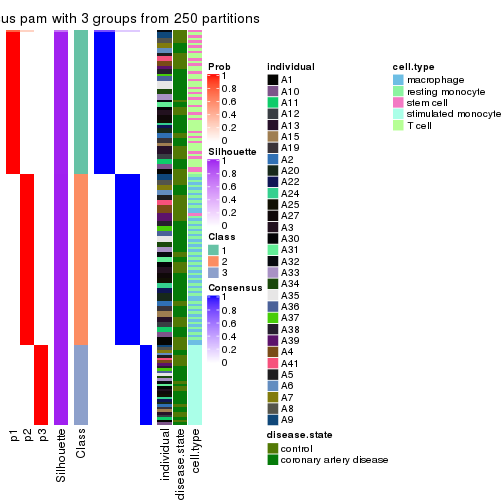 us pam with 3 groups from 250 partitions
Prob
1
0.8
0.6
0.4
0.2
0
Silhouette
1
0.8
0.6
0.4
0.2
0
Class
1
2
3
Consensus
1
0.8
0.6
0.4
0.2
0
individual
A1
A10
A11
A12
A13
A15
A19
A2
A20
A22
A24
A25
A27
A3
A30
A31
A32
A33
A34
A35
A36
A37
A38
A39
A4
A41
A5
A6
A7
A8
A9
disease.state
control
coronary artery disease
cell.type
macrophage
resting monocyte
stem cell
stimulated monocyte
T cell
p1
p2
p3
Silhouette
Class
individual
disease.state
cell.type